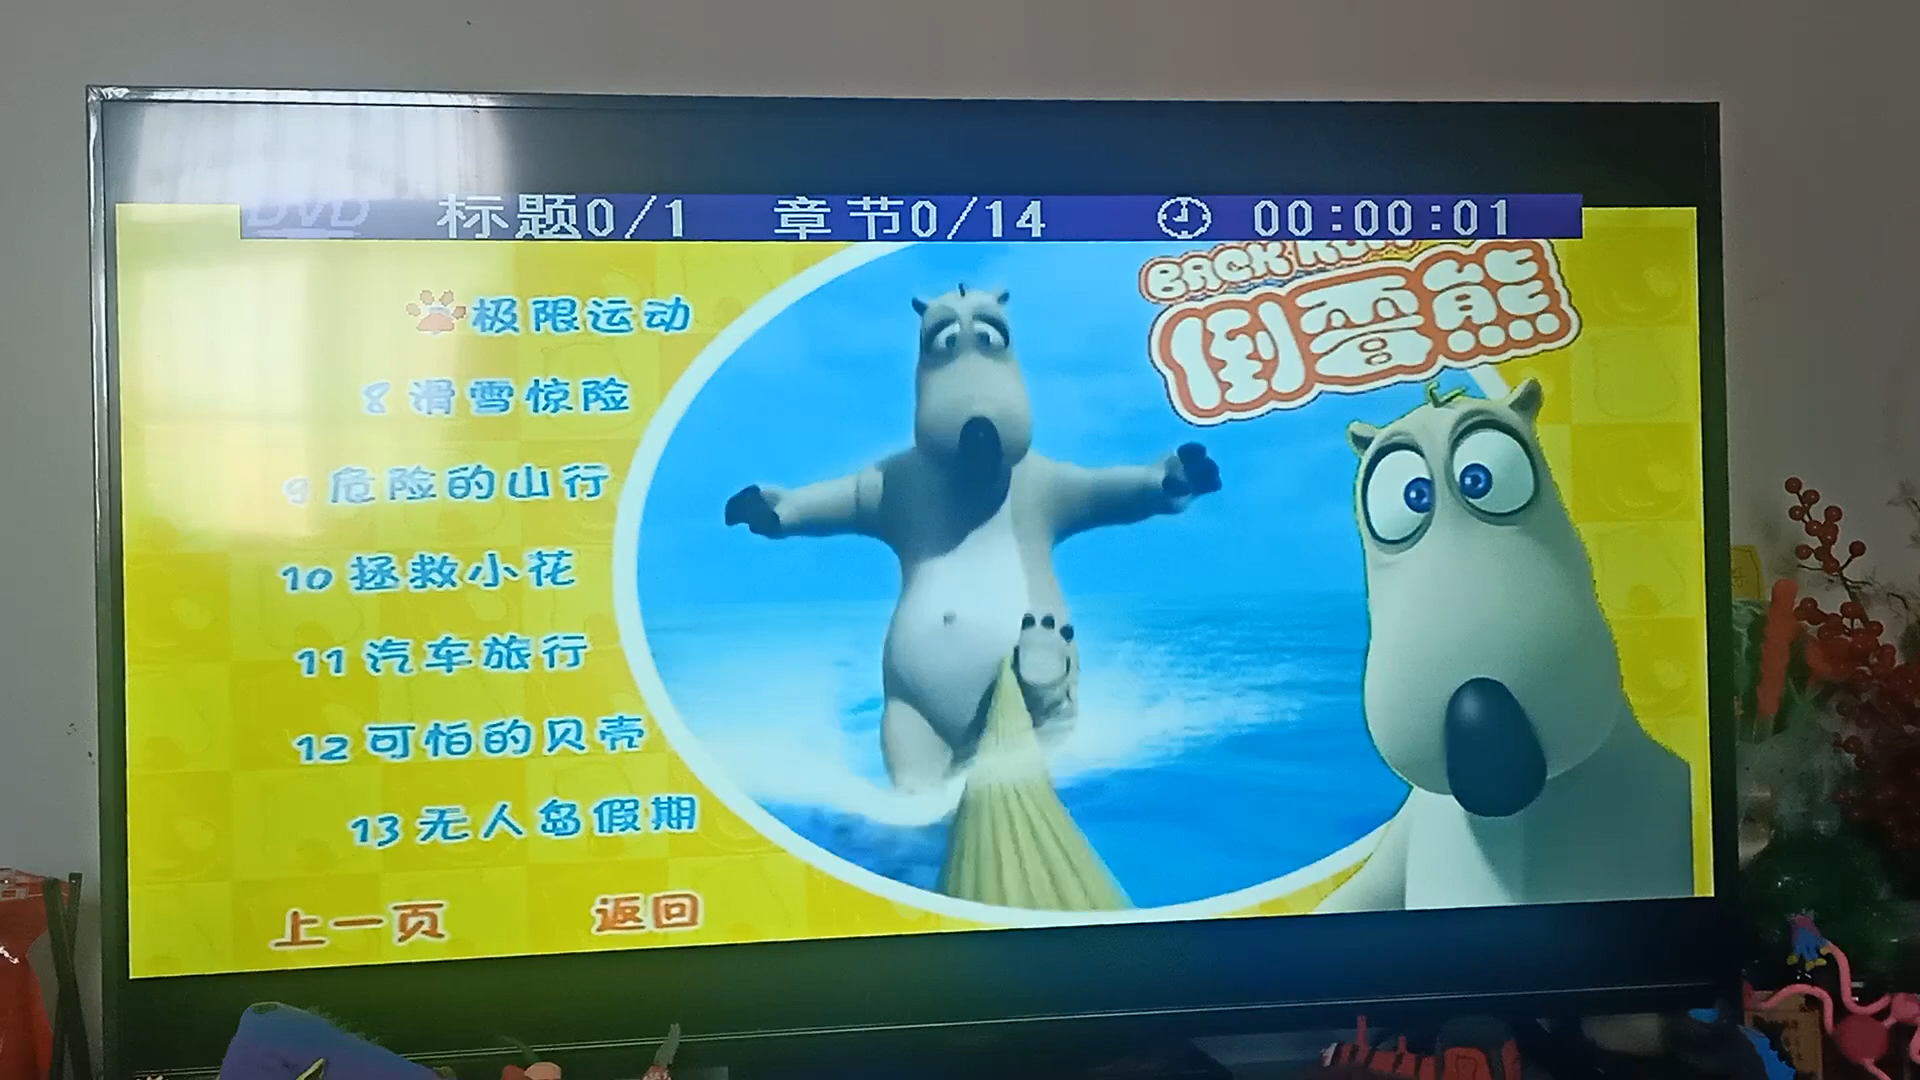 DVD 标题0/1 章节0/14 00:00:01
BACK
倒霉熊
极限运动
8 滑雪惊险
9 危险的山行
10 拯救小花
11 汽车旅行
12 可怕的贝壳
13 无人岛假期
上一页 返回